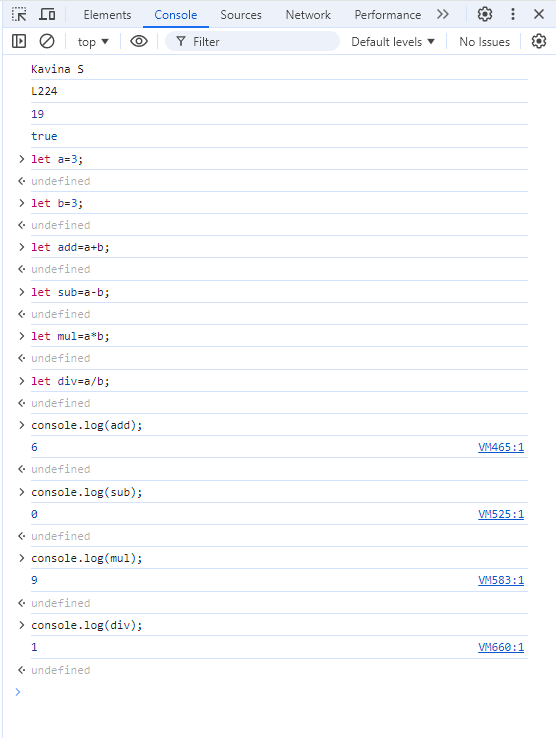 Elements Console Sources Network Performance
top Filter Default levels No Issues
Kavina S
L224
19
true
let a=3;
undefined
let b=3;
undefined
let add=a+b;
undefined
let sub=a-b;
undefined
let mul=a*b;
undefined
let div=a/b;
undefined
console.log(add);
6 VM465:1
undefined
console.log(sub);
0 VM525:1
undefined
console.log(mul);
9 VM583:1
undefined
console.log(div);
1 VM660:1
undefined